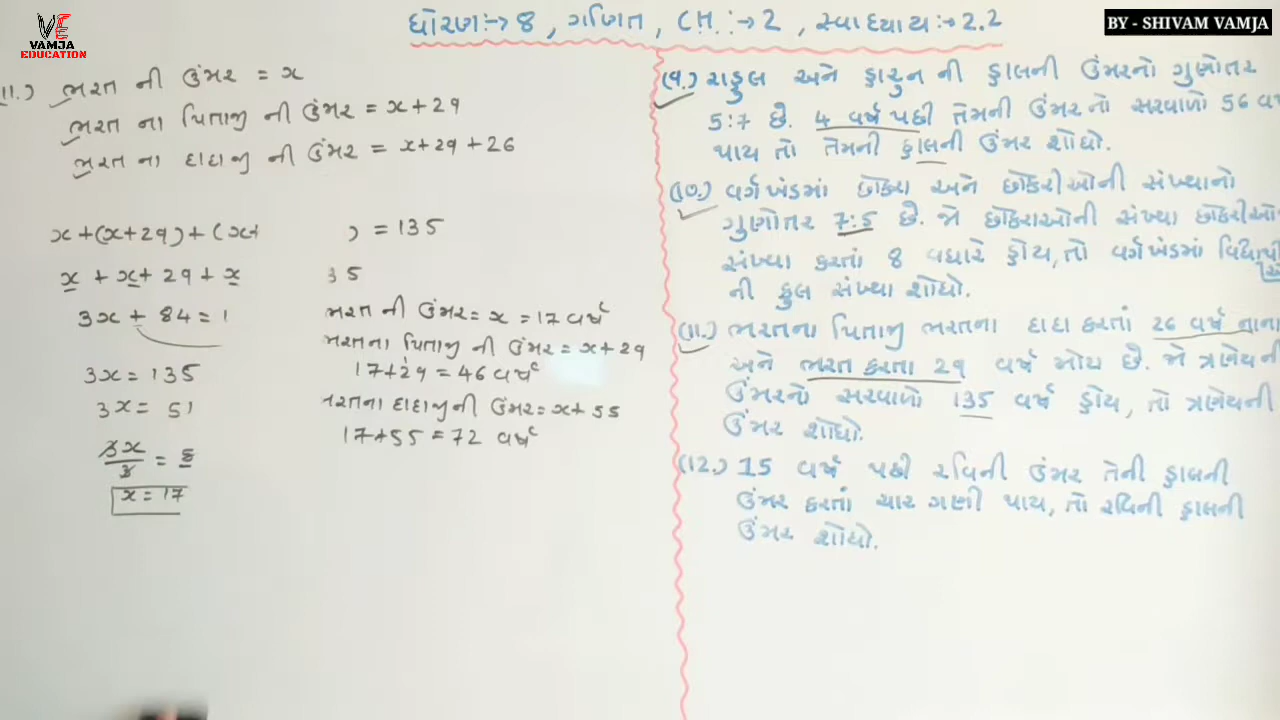 VE
VAMJA
EDUCATION
ધોરણ:→ 8 , ગણિત , CH. :→ 2 , સ્વાધ્યાય :→ 2.2
BY - SHIVAM VAMJA
11.) ભરત ની ઉંમર = x
ભરત ના પિતાજી ની ઉંમર = x + 29
ભરત ના દાદાજી ની ઉંમર = x + 29 + 26
x + (x + 29) + (x+ ) = 135
x + x + 29 + x 35
3x + 84 = 1
3x = 135
3x = 51
3x/3 =
x = 17
ભરત ની ઉંમર = x = 17 વર્ષ
ભરતના પિતાજી ની ઉંમર = x + 29
17 + 29 = 46 વર્ષ
ભરતના દાદાજી ની ઉંમર = x + 55
17 + 55 = 72 વર્ષ
(9.) રાહુલ અને હારુન ની હાલની ઉંમરનો ગુણોતર
5:7 છે. 4 વર્ષ પછી તેમની ઉંમરનો સરવાળો 56 વર્ષ
થાય તો તેમની હાલની ઉંમર શોધો.
(10.) વર્ગખંડમાં છોકરા અને છોકરીઓની સંખ્યાનો
ગુણોતર 7:5 છે. જો છોકરાઓની સંખ્યા છોકરીઓ
સંખ્યા કરતાં 8 વધારે હોય, તો વર્ગખંડમાં
ની કુલ સંખ્યા શોધો.
(11.) ભરતના પિતાજી ભરતના દાદા કરતાં 26 વર્ષ નાના
અને ભરત કરતા 29 વર્ષ મોટા છે. જો ત્રણેયની
ઉંમરનો સરવાળો 135 વર્ષ હોય, તો ત્રણેયની
ઉંમર શોધો.
(12.) 15 વર્ષ પછી રવિની ઉંમર તેની હાલની
ઉંમર કરતાં ચાર ગણી થાય, તો રવિની હાલની
ઉંમર શોધો.